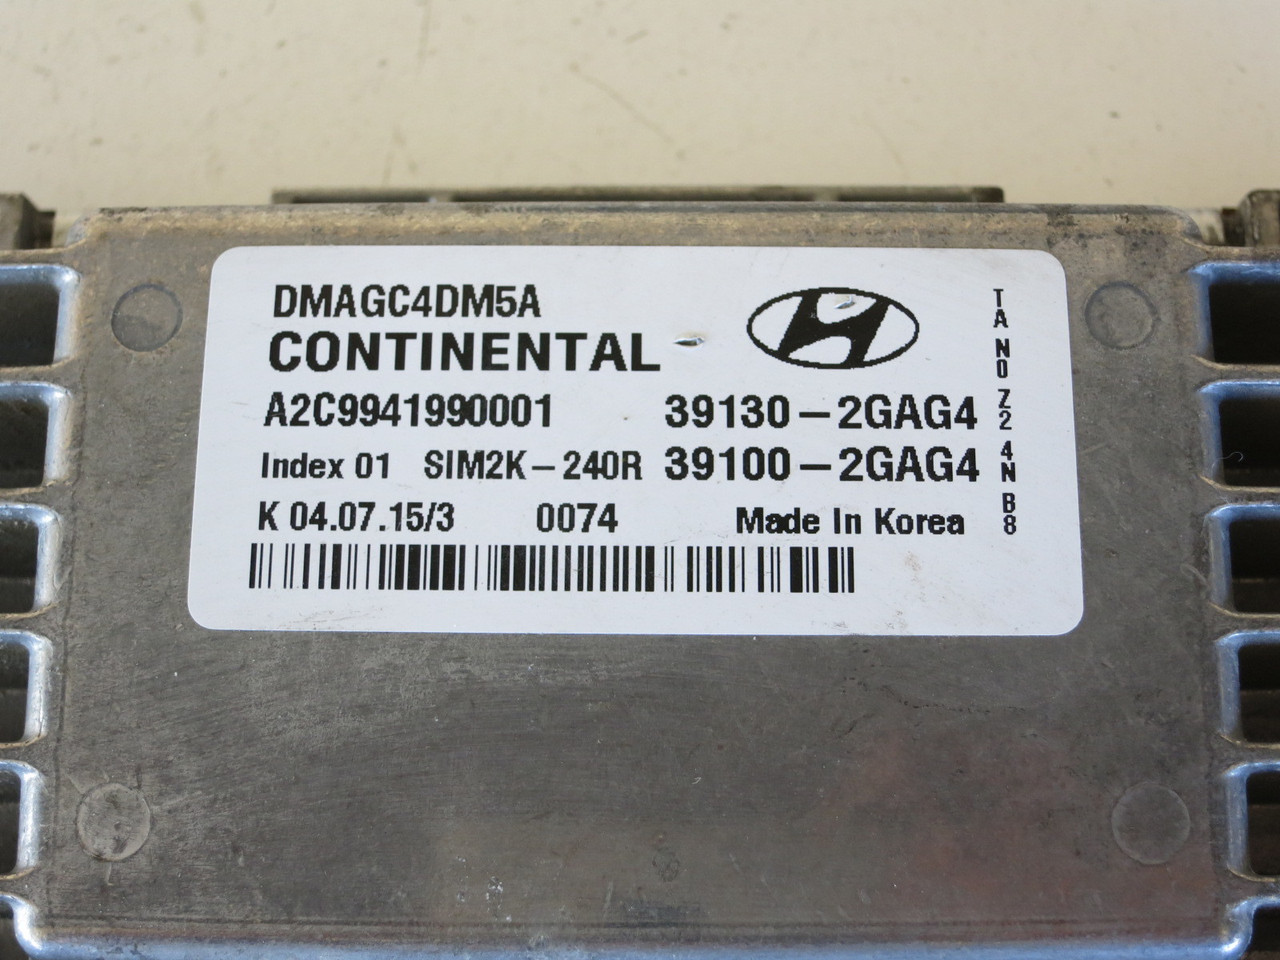 DMAGC4DM5A
CONTINENTAL
A2C9941990001 39130-2GAG4
Index 01 SIM2K-240R 39100-2GAG4
K 04.07.15/3 0074 Made In Korea
TA N0 Z2 4N B8